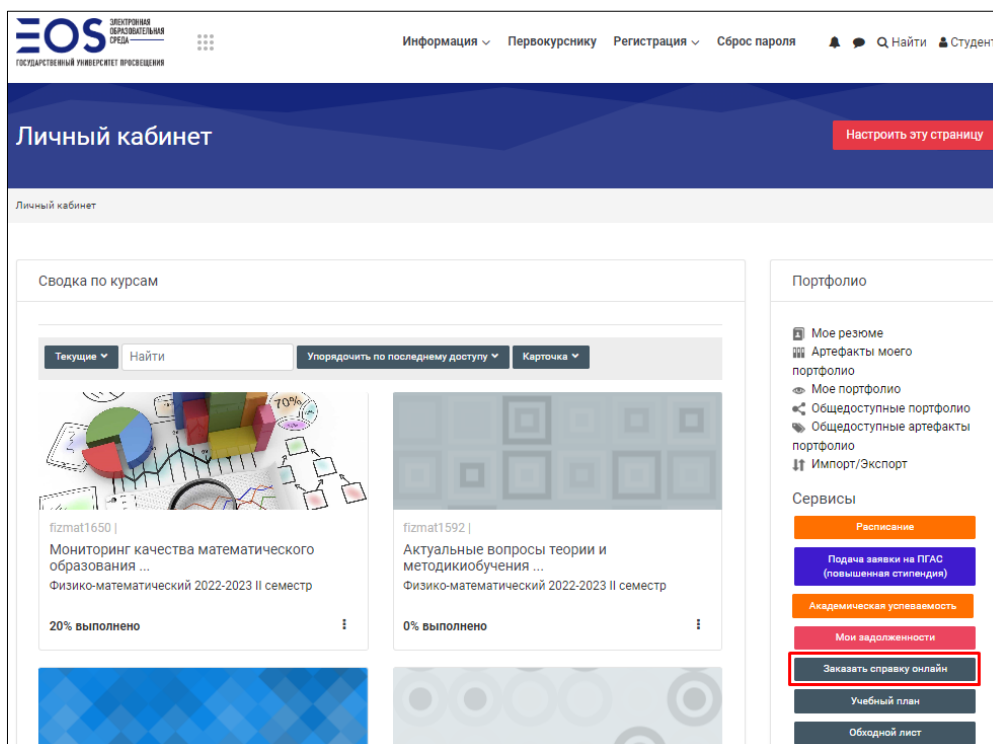 EOS
ЭЛЕКТРОННАЯ
ОБРАЗОВАТЕЛЬНАЯ
СРЕДА
ГОСУДАРСТВЕННЫЙ УНИВЕРСИТЕТ ПРОСВЕЩЕНИЯ
Информация Первокурснику Регистрация Сброс пароля Найти Студент
Личный кабинет
Настроить эту страницу
Личный кабинет
Сводка по курсам
Текущие Найти Упорядочить по последнему доступу Карточка
70%
fizmat1650 |
Мониторинг качества математического
образования ...
Физико-математический 2022-2023 II семестр
20% выполнено
fizmat1592 |
Актуальные вопросы теории и
методикиобучения ...
Физико-математический 2022-2023 II семестр
0% выполнено
Портфолио
Мое резюме
Артефакты моего
портфолио
Мое портфолио
Общедоступные портфолио
Общедоступные артефакты
портфолио
Импорт/Экспорт
Сервисы
Расписание
Подача заявки на ПГАС
(повышенная стипендия)
Академическая успеваемость
Мои задолженности
Заказать справку онлайн
Учебный план
Обходной лист